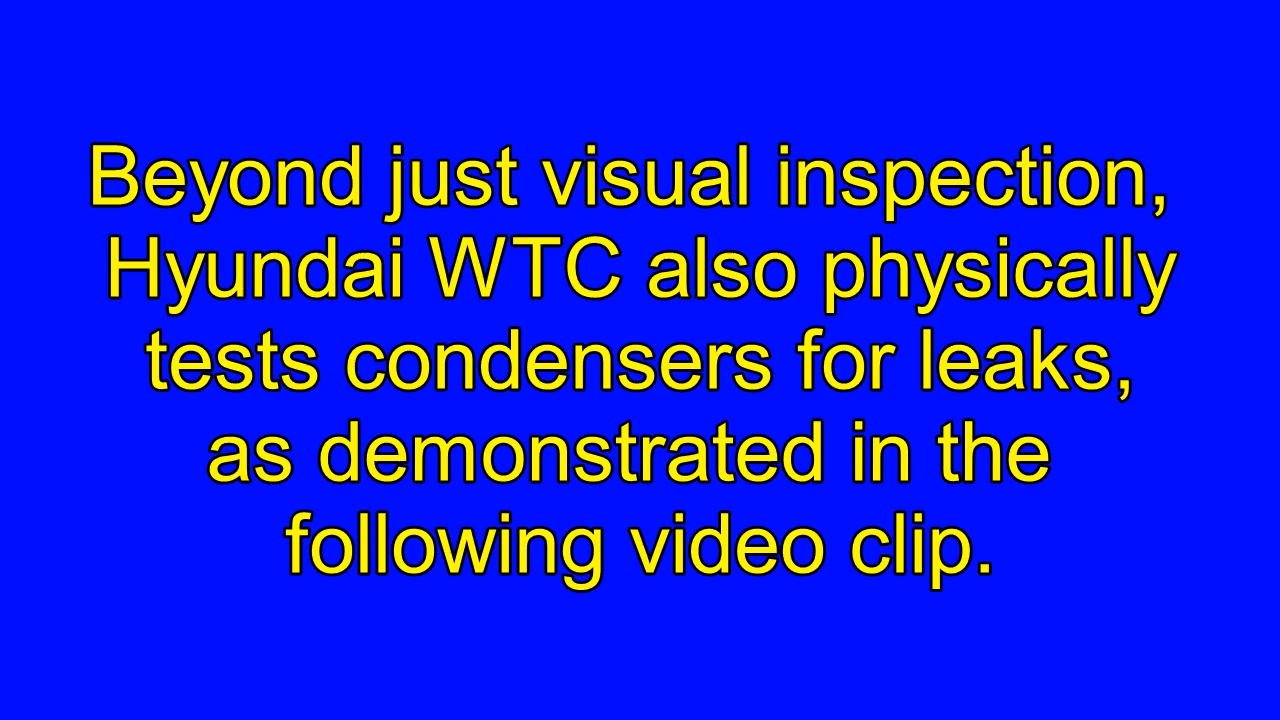 Beyond just visual inspection,
Hyundai WTC also physically
tests condensers for leaks,
as demonstrated in the
following video clip.